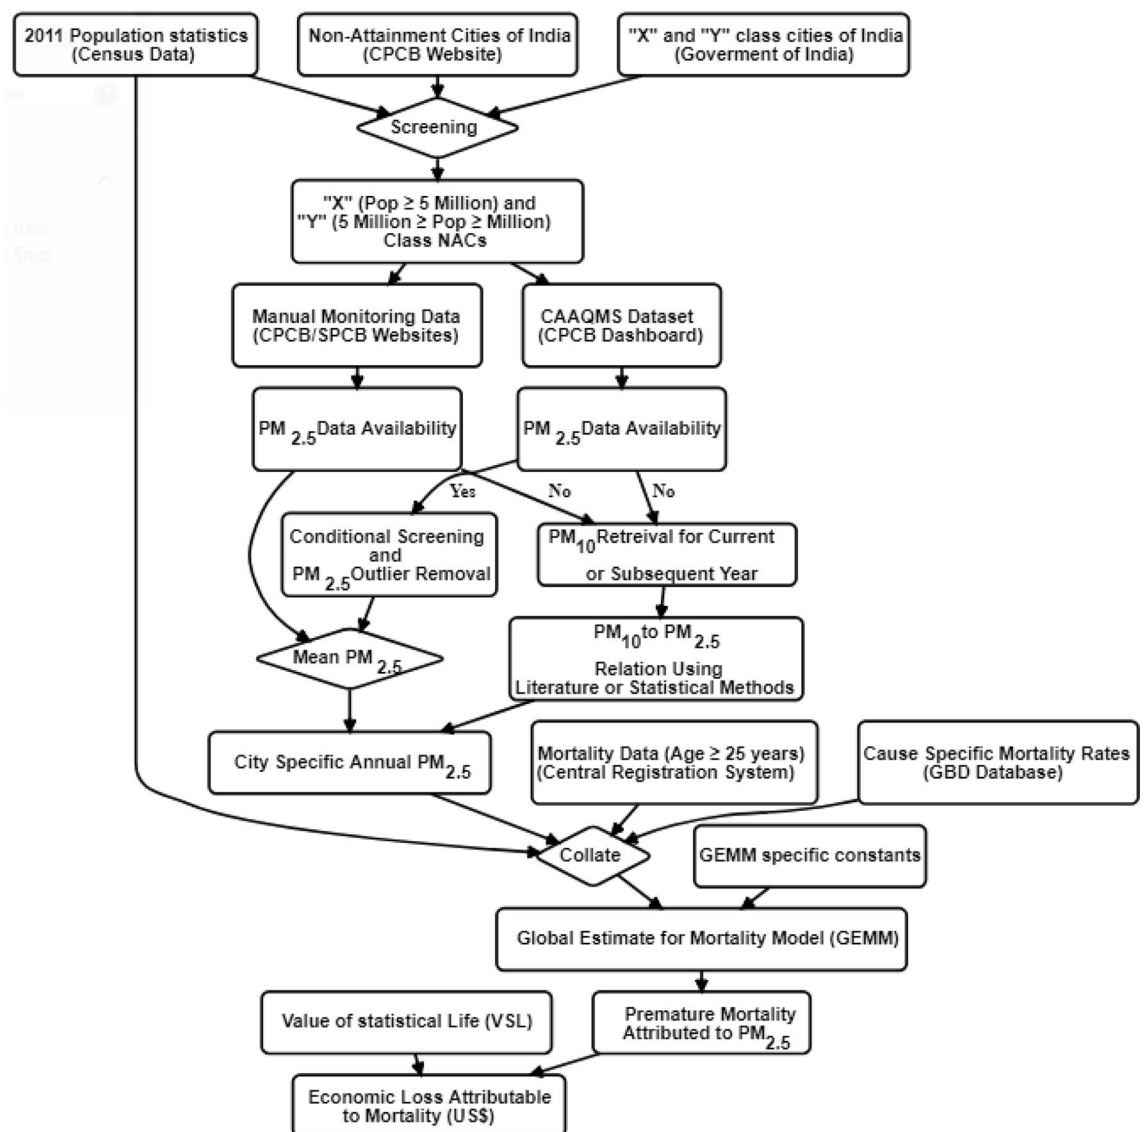 2011 Population statistics
(Census Data)
Non-Attainment Cities of India
(CPCB Website)
"X" and "Y" class cities of India
(Goverment of India)
Screening
"X" (Pop ≥ 5 Million) and
"Y" (5 Million ≥ Pop ≥ Million)
Class NACs
Manual Monitoring Data
(CPCB/SPCB Websites)
CAAQMS Dataset
(CPCB Dashboard)
PM 2.5 Data Availability
PM 2.5 Data Availability
Yes
No
No
Conditional Screening
and
PM 2.5 Outlier Removal
PM10 Retreival for Current
or Subsequent Year
Mean PM 2.5
PM10 to PM 2.5
Relation Using
Literature or Statistical Methods
City Specific Annual PM 2.5
Mortality Data (Age ≥ 25 years)
(Central Registration System)
Cause Specific Mortality Rates
(GBD Database)
Collate
GEMM specific constants
Global Estimate for Mortality Model (GEMM)
Value of statistical Life (VSL)
Premature Mortality
Attributed to PM 2.5
Economic Loss Attributable
to Mortality (US$)